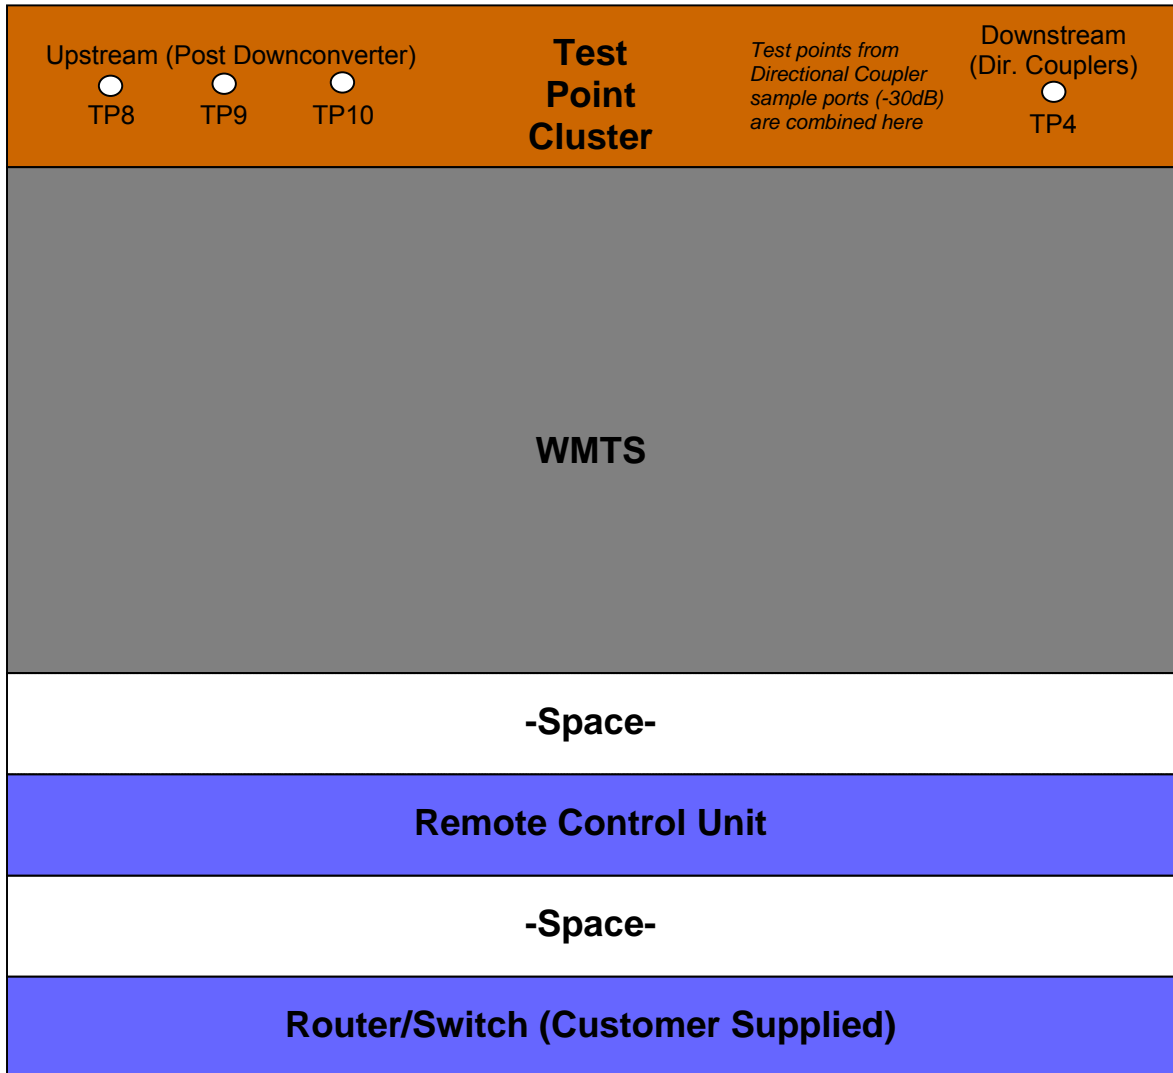 Upstream (Post Downconverter)
TP8 TP9 TP10
Test
Point
Cluster
Test points from
Directional Coupler
sample ports (-30dB)
are combined here
Downstream
(Dir. Couplers)
TP4
WMTS
-Space-
Remote Control Unit
-Space-
Router/Switch (Customer Supplied)